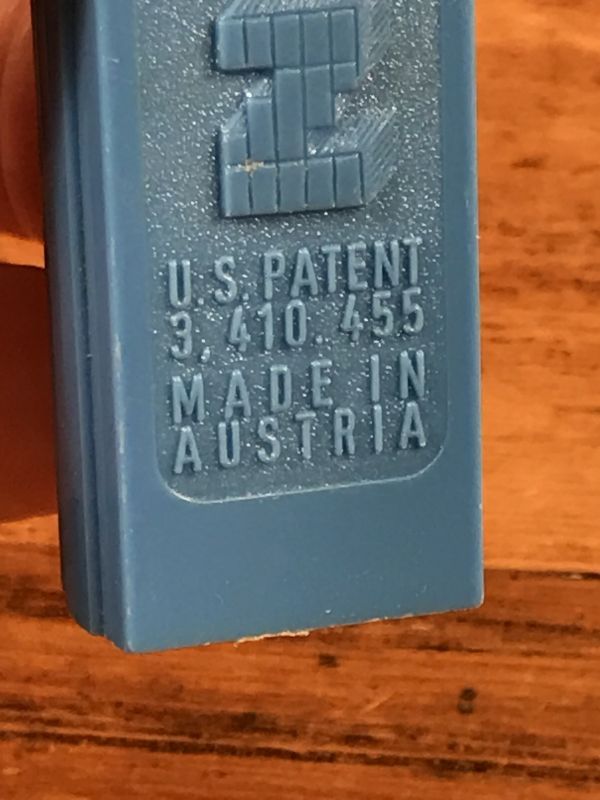 Z
U.S. PATENT
3,410.455
MADE IN
AUSTRIA